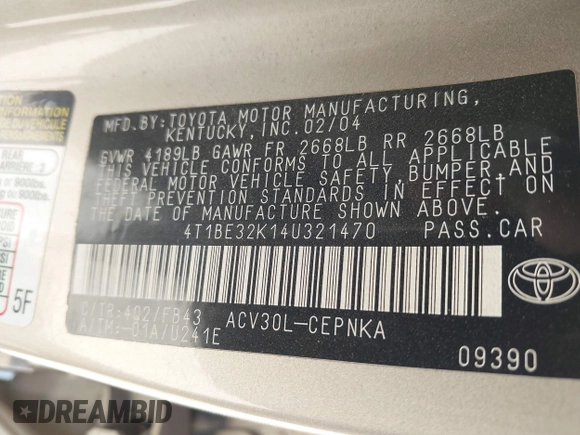 MFD.BY:TOYOTA MOTOR MANUFACTURING,
KENTUCKY,INC.02/04
GVWR 4189LB GAWR FR 2668LB RR 2668LB
THIS VEHICLE CONFORMS TO ALL APPLICABLE
FEDERAL MOTOR VEHICLE SAFETY,BUMPER,AND
THEFT PREVENTION STANDARDS IN EFFECT ON
THE DATE OF MANUFACTURE SHOWN ABOVE.
4T1BE32K14U321470 PASS.CAR
C/TR:4Q2/FB43 ACV30L-CEPNKA
A/TM:-01A/U241E
09390
REAR
5F
DREAMBID